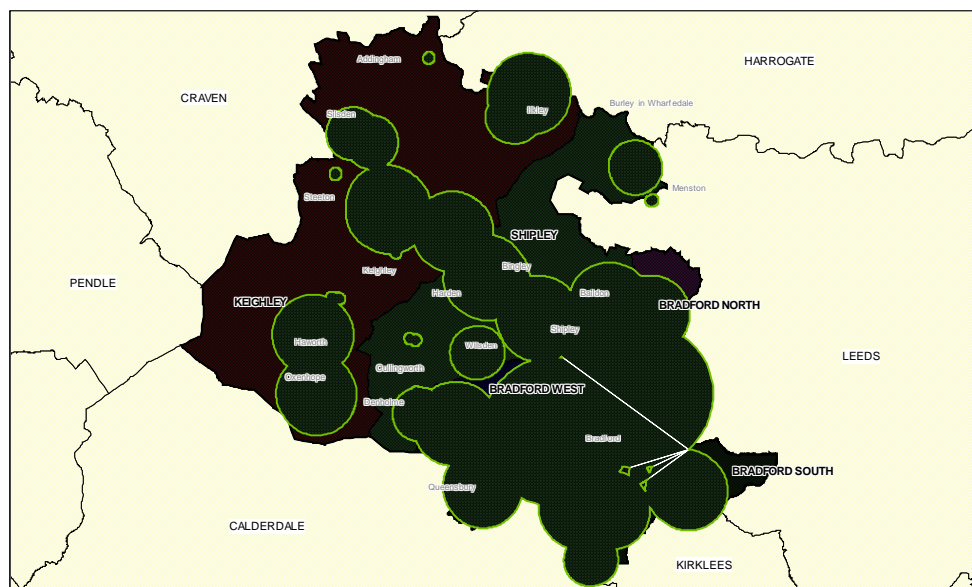 Addingham
HARROGATE
CRAVEN
Burley in Wharfedale
Silsden
Ilkley
Menston
Steeton
SHIPLEY
Bingley
Keighley
PENDLE
Harden
Baildon
KEIGHLEY
BRADFORD NORTH
Shipley
Haworth
Wilsden
LEEDS
Cullingworth
Oxenhope
BRADFORD WEST
Denholme
Bradford
BRADFORD SOUTH
Queensbury
CALDERDALE
KIRKLEES